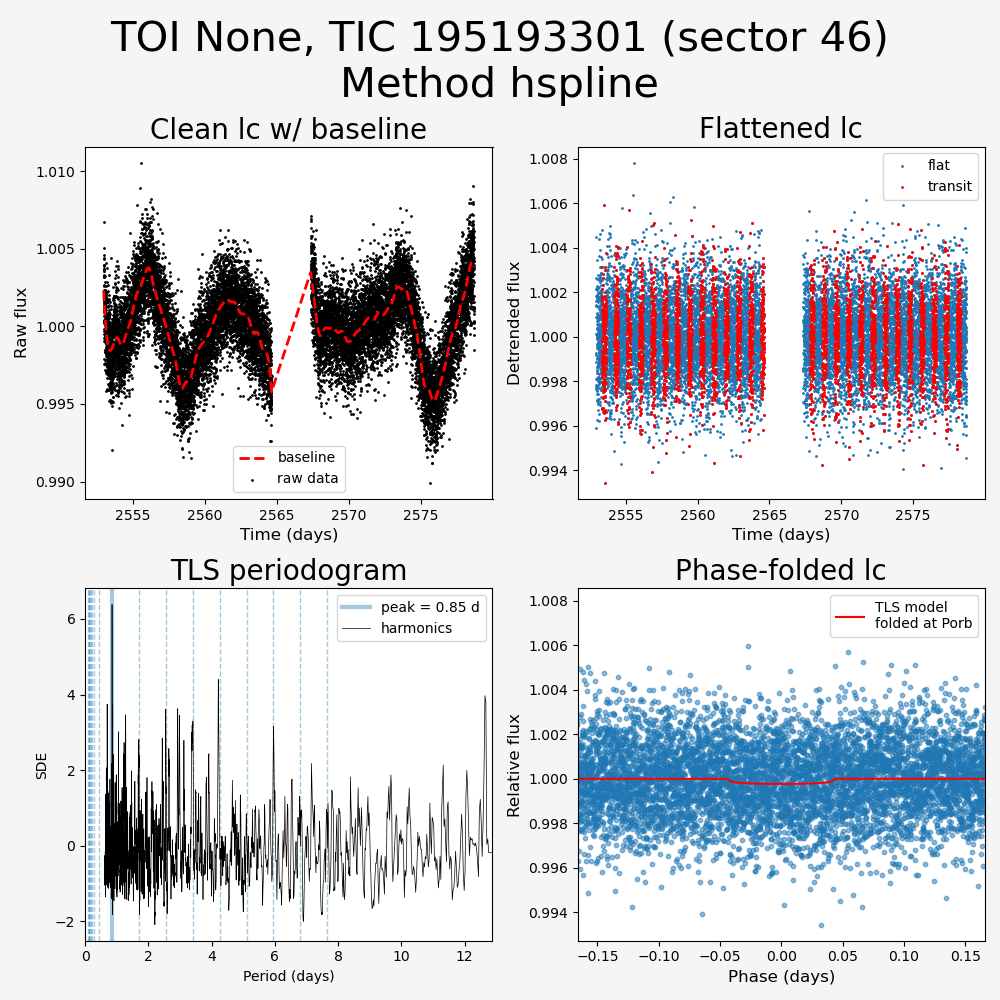 TOI None, TIC 195193301 (sector 46)
Method hspline
Clean lc w/ baseline
Raw flux
1.010
1.005
1.000
0.995
0.990
baseline
raw data
2555 2560 2565 2570 2575
Time (days)
Flattened lc
Detrended flux
1.008
1.006
1.004
1.002
1.000
0.998
0.996
0.994
flat
transit
2555 2560 2565 2570 2575
Time (days)
TLS periodogram
SDE
6
4
2
0
−2
peak = 0.85 d
harmonics
0 2 4 6 8 10 12
Period (days)
Phase-folded lc
Relative flux
1.008
1.006
1.004
1.002
1.000
0.998
0.996
0.994
TLS model
folded at Porb
−0.15 −0.10 −0.05 0.00 0.05 0.10 0.15
Phase (days)